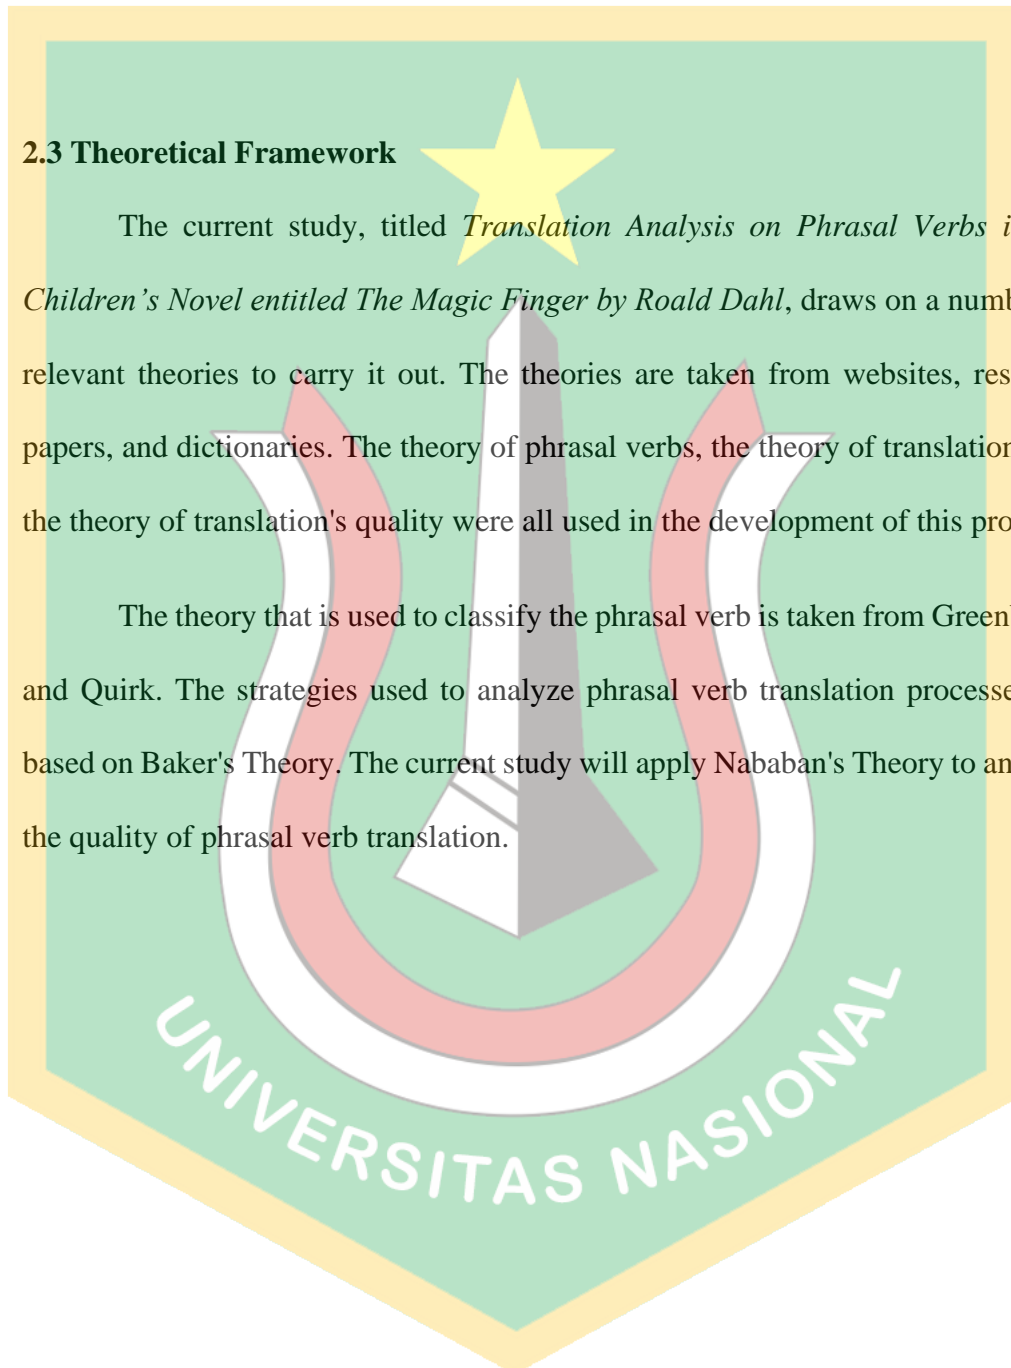 2.3 Theoretical Framework
The current study, titled Translation Analysis on Phrasal Verbs
Children’s Novel entitled The Magic Finger by Roald Dahl, draws on a
relevant theories to carry it out. The theories are taken from websites,
papers, and dictionaries. The theory of phrasal verbs, the theory of translation
the theory of translation's quality were all used in the development of this
The theory that is used to classify the phrasal verb is taken from
and Quirk. The strategies used to analyze phrasal verb translation
based on Baker's Theory. The current study will apply Nababan's Theory to
the quality of phrasal verb translation.
UNIVERSITAS NASIONAL